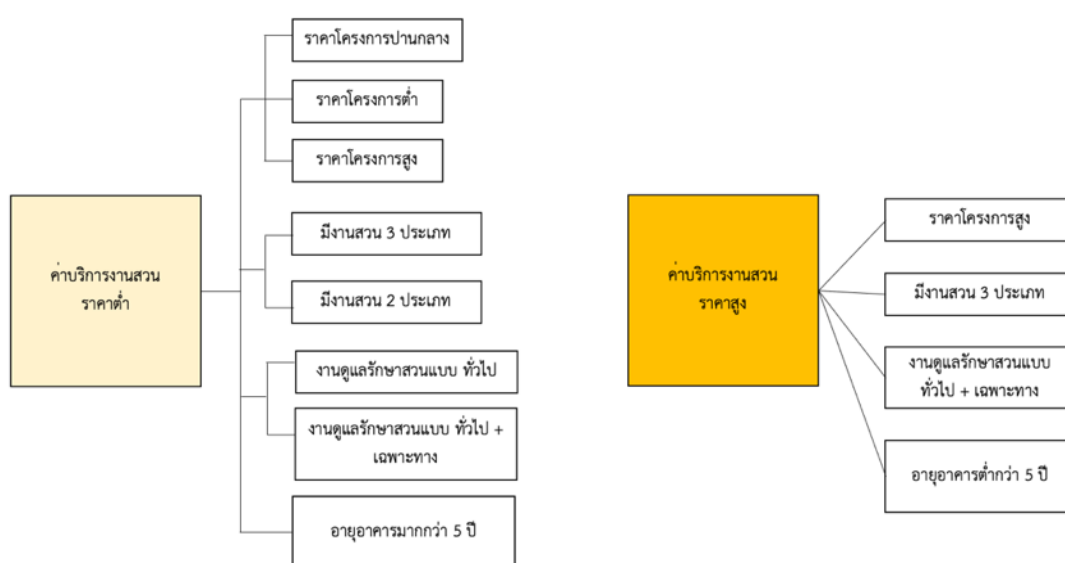 ราคาโครงการปานกลาง
ราคาโครงการต่ำ
ราคาโครงการสูง
ค่าบริการงานสวน
ราคาต่ำ
มีงานสวน 3 ประเภท
มีงานสวน 2 ประเภท
งานดูแลรักษาสวนแบบ ทั่วไป
งานดูแลรักษาสวนแบบ ทั่วไป +
เฉพาะทาง
อายุอาคารมากกว่า 5 ปี
ค่าบริการงานสวน
ราคาสูง
ราคาโครงการสูง
มีงานสวน 3 ประเภท
งานดูแลรักษาสวนแบบ
ทั่วไป + เฉพาะทาง
อายุอาคารต่ำกว่า 5 ปี